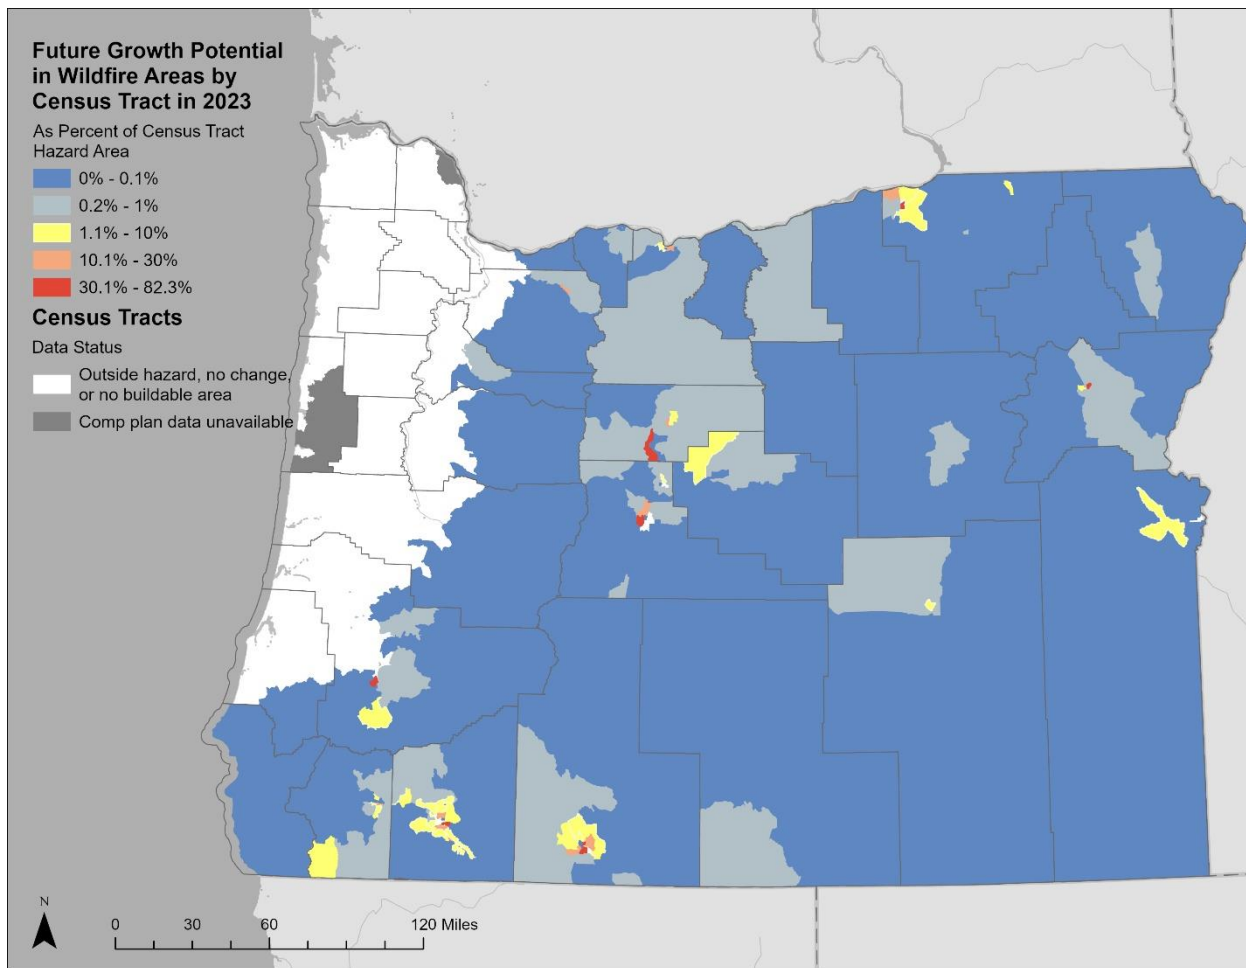 Future Growth Potential
in Wildfire Areas by
Census Tract in 2023
As Percent of Census Tract
Hazard Area
0% - 0.1%
0.2% - 1%
1.1% - 10%
10.1% - 30%
30.1% - 82.3%
Census Tracts
Data Status
Outside hazard, no change,
or no buildable area
Comp plan data unavailable
N
0 30 60 120 Miles